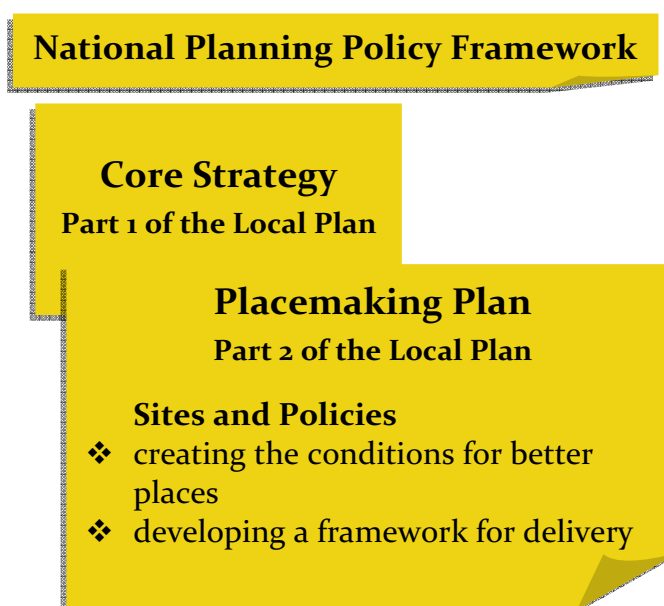 National Planning Policy Framework
Core Strategy
Part 1 of the Local Plan
Placemaking Plan
Part 2 of the Local Plan
Sites and Policies
❖ creating the conditions for better
places
❖ developing a framework for delivery